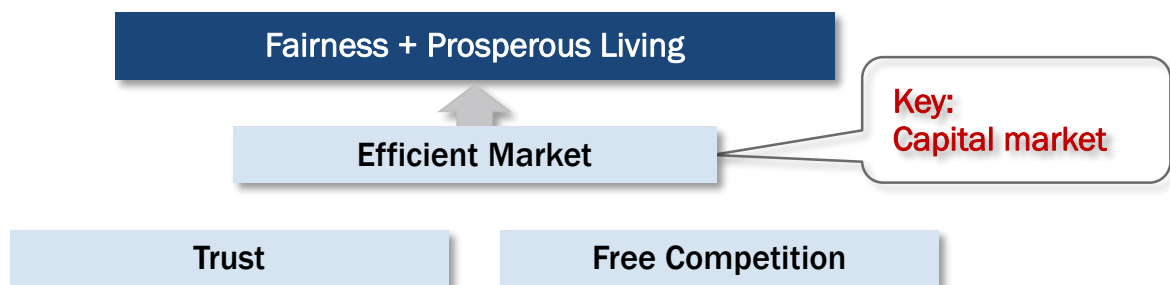 Fairness + Prosperous Living
Key:
Capital market
Efficient Market
Trust
Free Competition